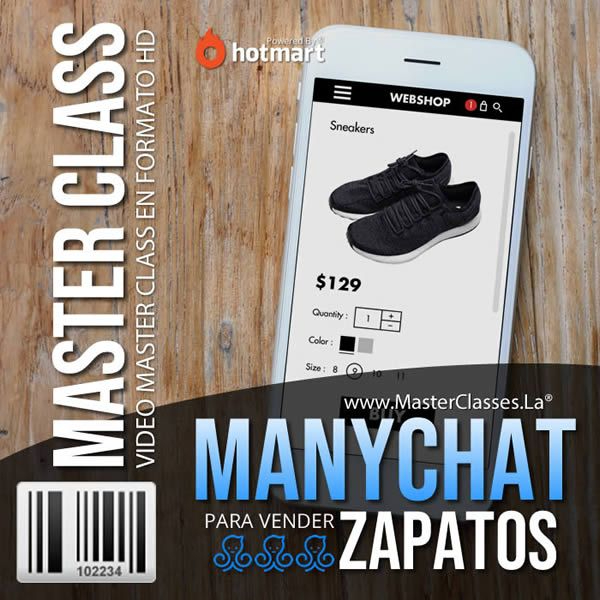 MASTER CLASS
VIDEO MASTER CLASS EN FORMATO HD
Powered By
hotmart
WEBSHOP
1
Sneakers
$129
Quantity : 1 + -
Color :
Size : 8 9 10 11
BUY
www.MasterClasses.La®
MANYCHAT
PARA VENDER
ZAPATOS
102234